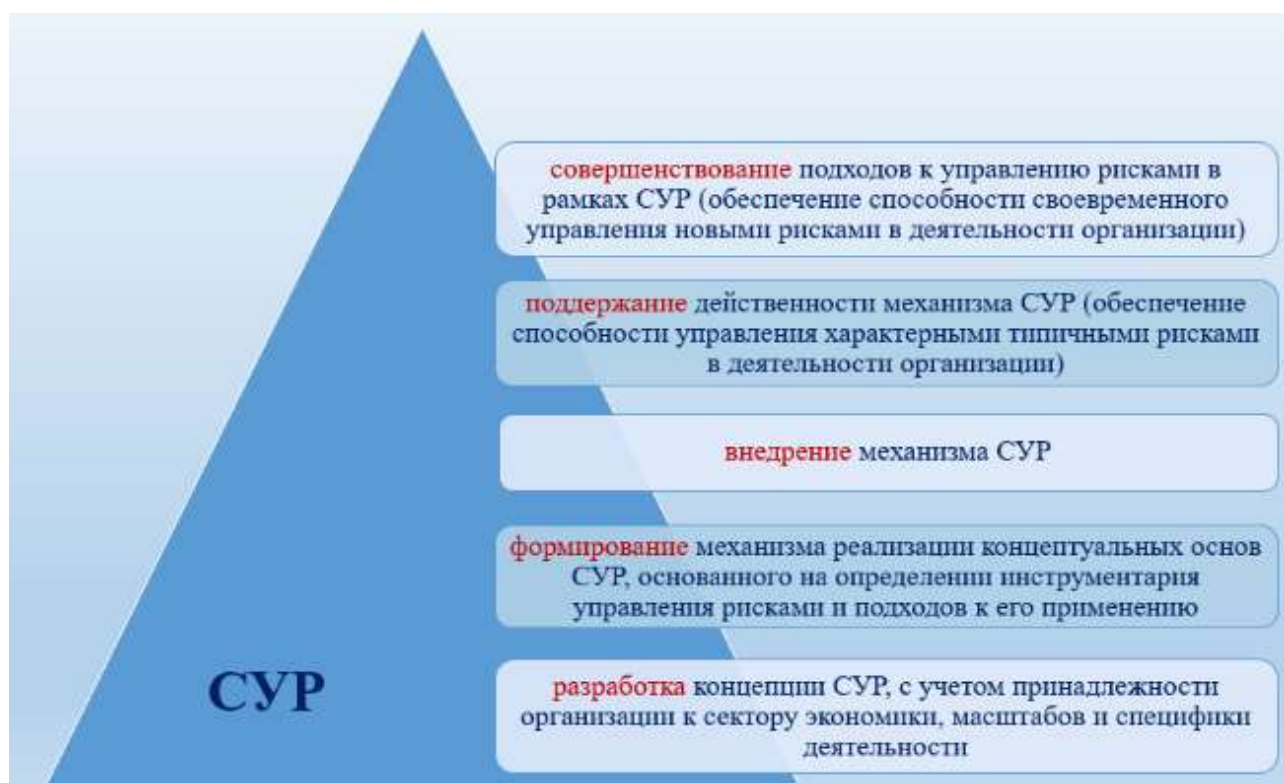 совершенствование подходов к управлению рисками в
рамках СУР (обеспечение способности своевременного
управления новыми рисками в деятельности организации)
поддержание действенности механизма СУР (обеспечение
способности управления характерными типичными рисками
в деятельности организации)
внедрение механизма СУР
формирование механизма реализации концептуальных основ
СУР, основанного на определении инструментария
управления рисками и подходов к его применению
СУР
разработка концепции СУР, с учетом принадлежности
организации к сектору экономики, масштабов и специфики
деятельности